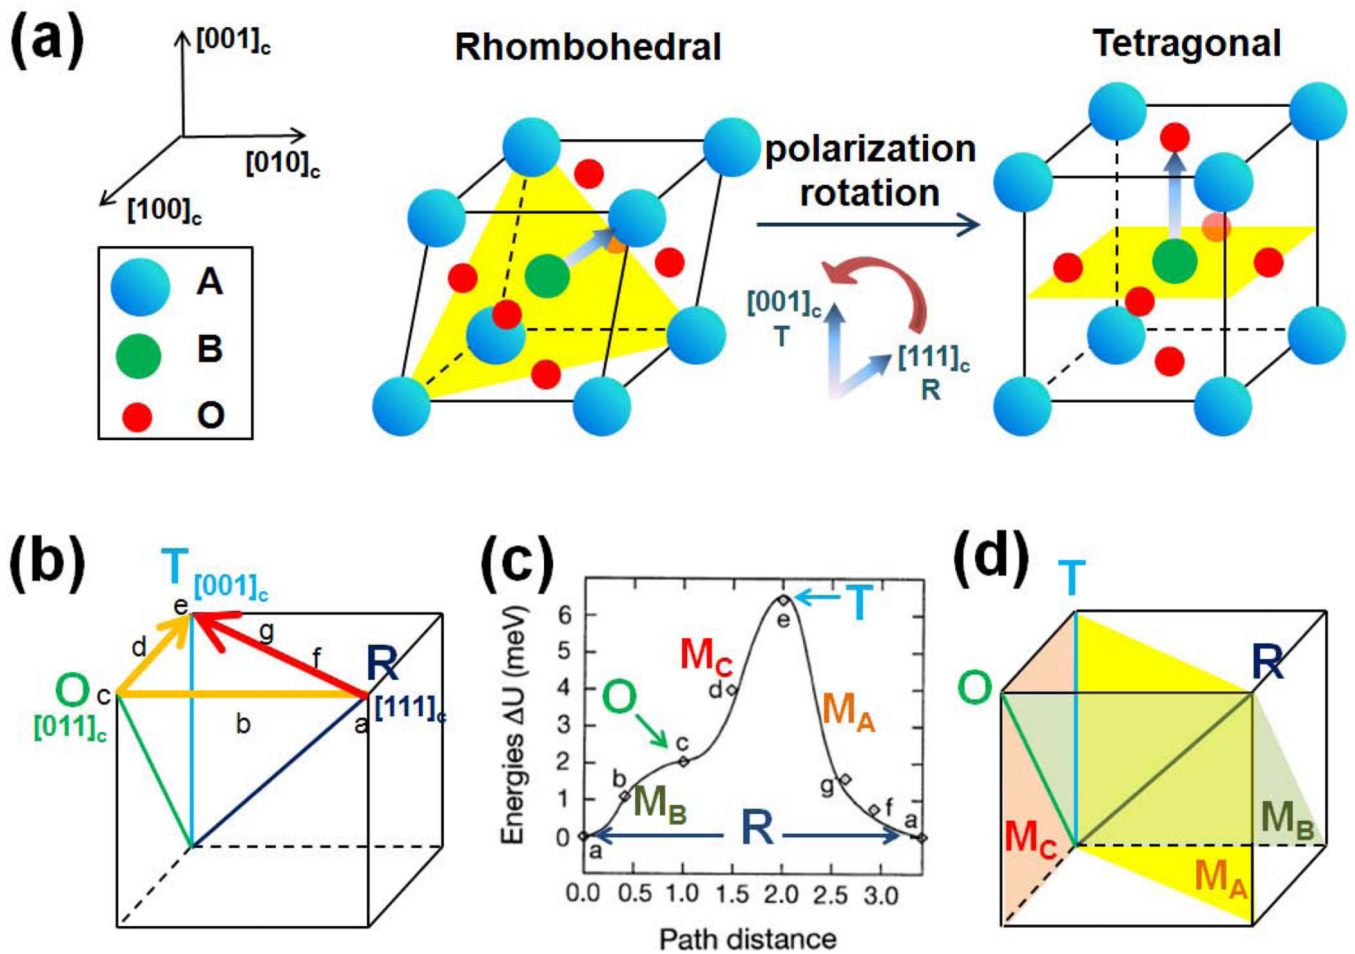 (a)
[001]c
[010]c
[100]c
A
B
O
Rhombohedral
polarization
rotation
[001]c
T
[111]c
R
Tetragonal
(b)
T
[001]c
e
d
g
f
R
O
c
[011]c
[111]c
b
a
(c)
Energies ΔU (meV)
6
5
4
3
2
1
0
T
e
MC
d
O
c
MA
b
MB
g
f
R
a
a
0.0 0.5 1.0 1.5 2.0 2.5 3.0
Path distance
(d)
T
R
O
MC
MB
MA